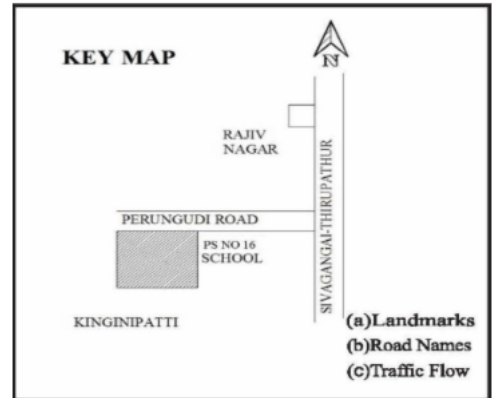 N
KEY MAP
RAJIV
NAGAR
PERUNGUDI ROAD
PS NO 16
SCHOOL
SIVAGANGAI-THIRUPATHUR
KINGINIPATTI
(a)Landmarks
(b)Road Names
(c)Traffic Flow